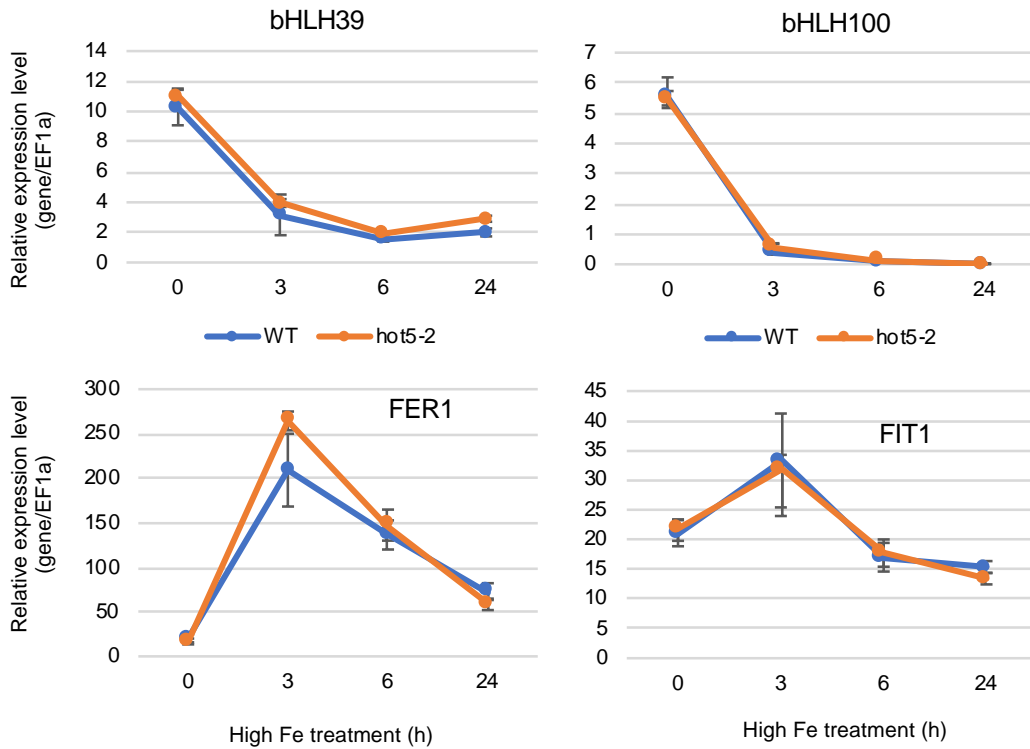 bHLH39
Relative expression level
(gene/EF1a)
14
12
10
8
6
4
2
0
0 3 6 24
WT hot5-2
bHLH100
7
6
5
4
3
2
1
0
0 3 6 24
WT hot5-2
FER1
Relative expression level
(gene/EF1a)
300
250
200
150
100
50
0
0 3 6 24
High Fe treatment (h)
FIT1
45
40
35
30
25
20
15
10
5
0
0 3 6 24
High Fe treatment (h)